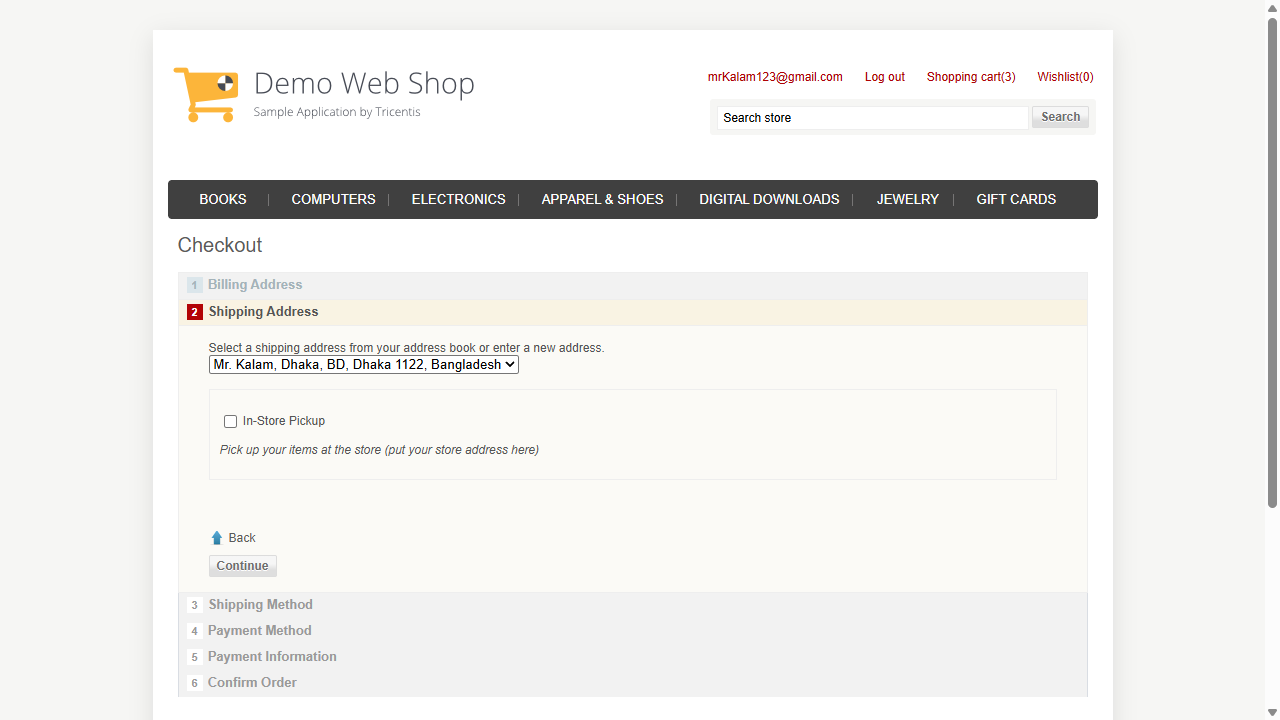 Demo Web Shop
Sample Application by Tricentis
mrKalam123@gmail.com Log out Shopping cart(3) Wishlist(0)
Search store Search
BOOKS COMPUTERS ELECTRONICS APPAREL & SHOES DIGITAL DOWNLOADS JEWELRY GIFT CARDS
Checkout
1 Billing Address
2 Shipping Address
Select a shipping address from your address book or enter a new address.
Mr. Kalam, Dhaka, BD, Dhaka 1122, Bangladesh
In-Store Pickup
Pick up your items at the store (put your store address here)
Back
Continue
3 Shipping Method
4 Payment Method
5 Payment Information
6 Confirm Order